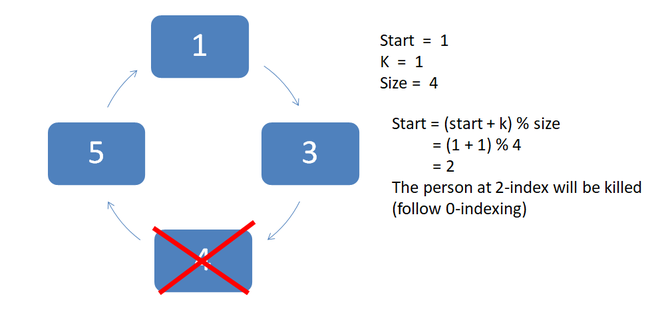 1
3
4
5
Start = 1
K = 1
Size = 4
Start = (start + k) % size
= (1 + 1) % 4
= 2
The person at 2-index will be killed
(follow 0-indexing)